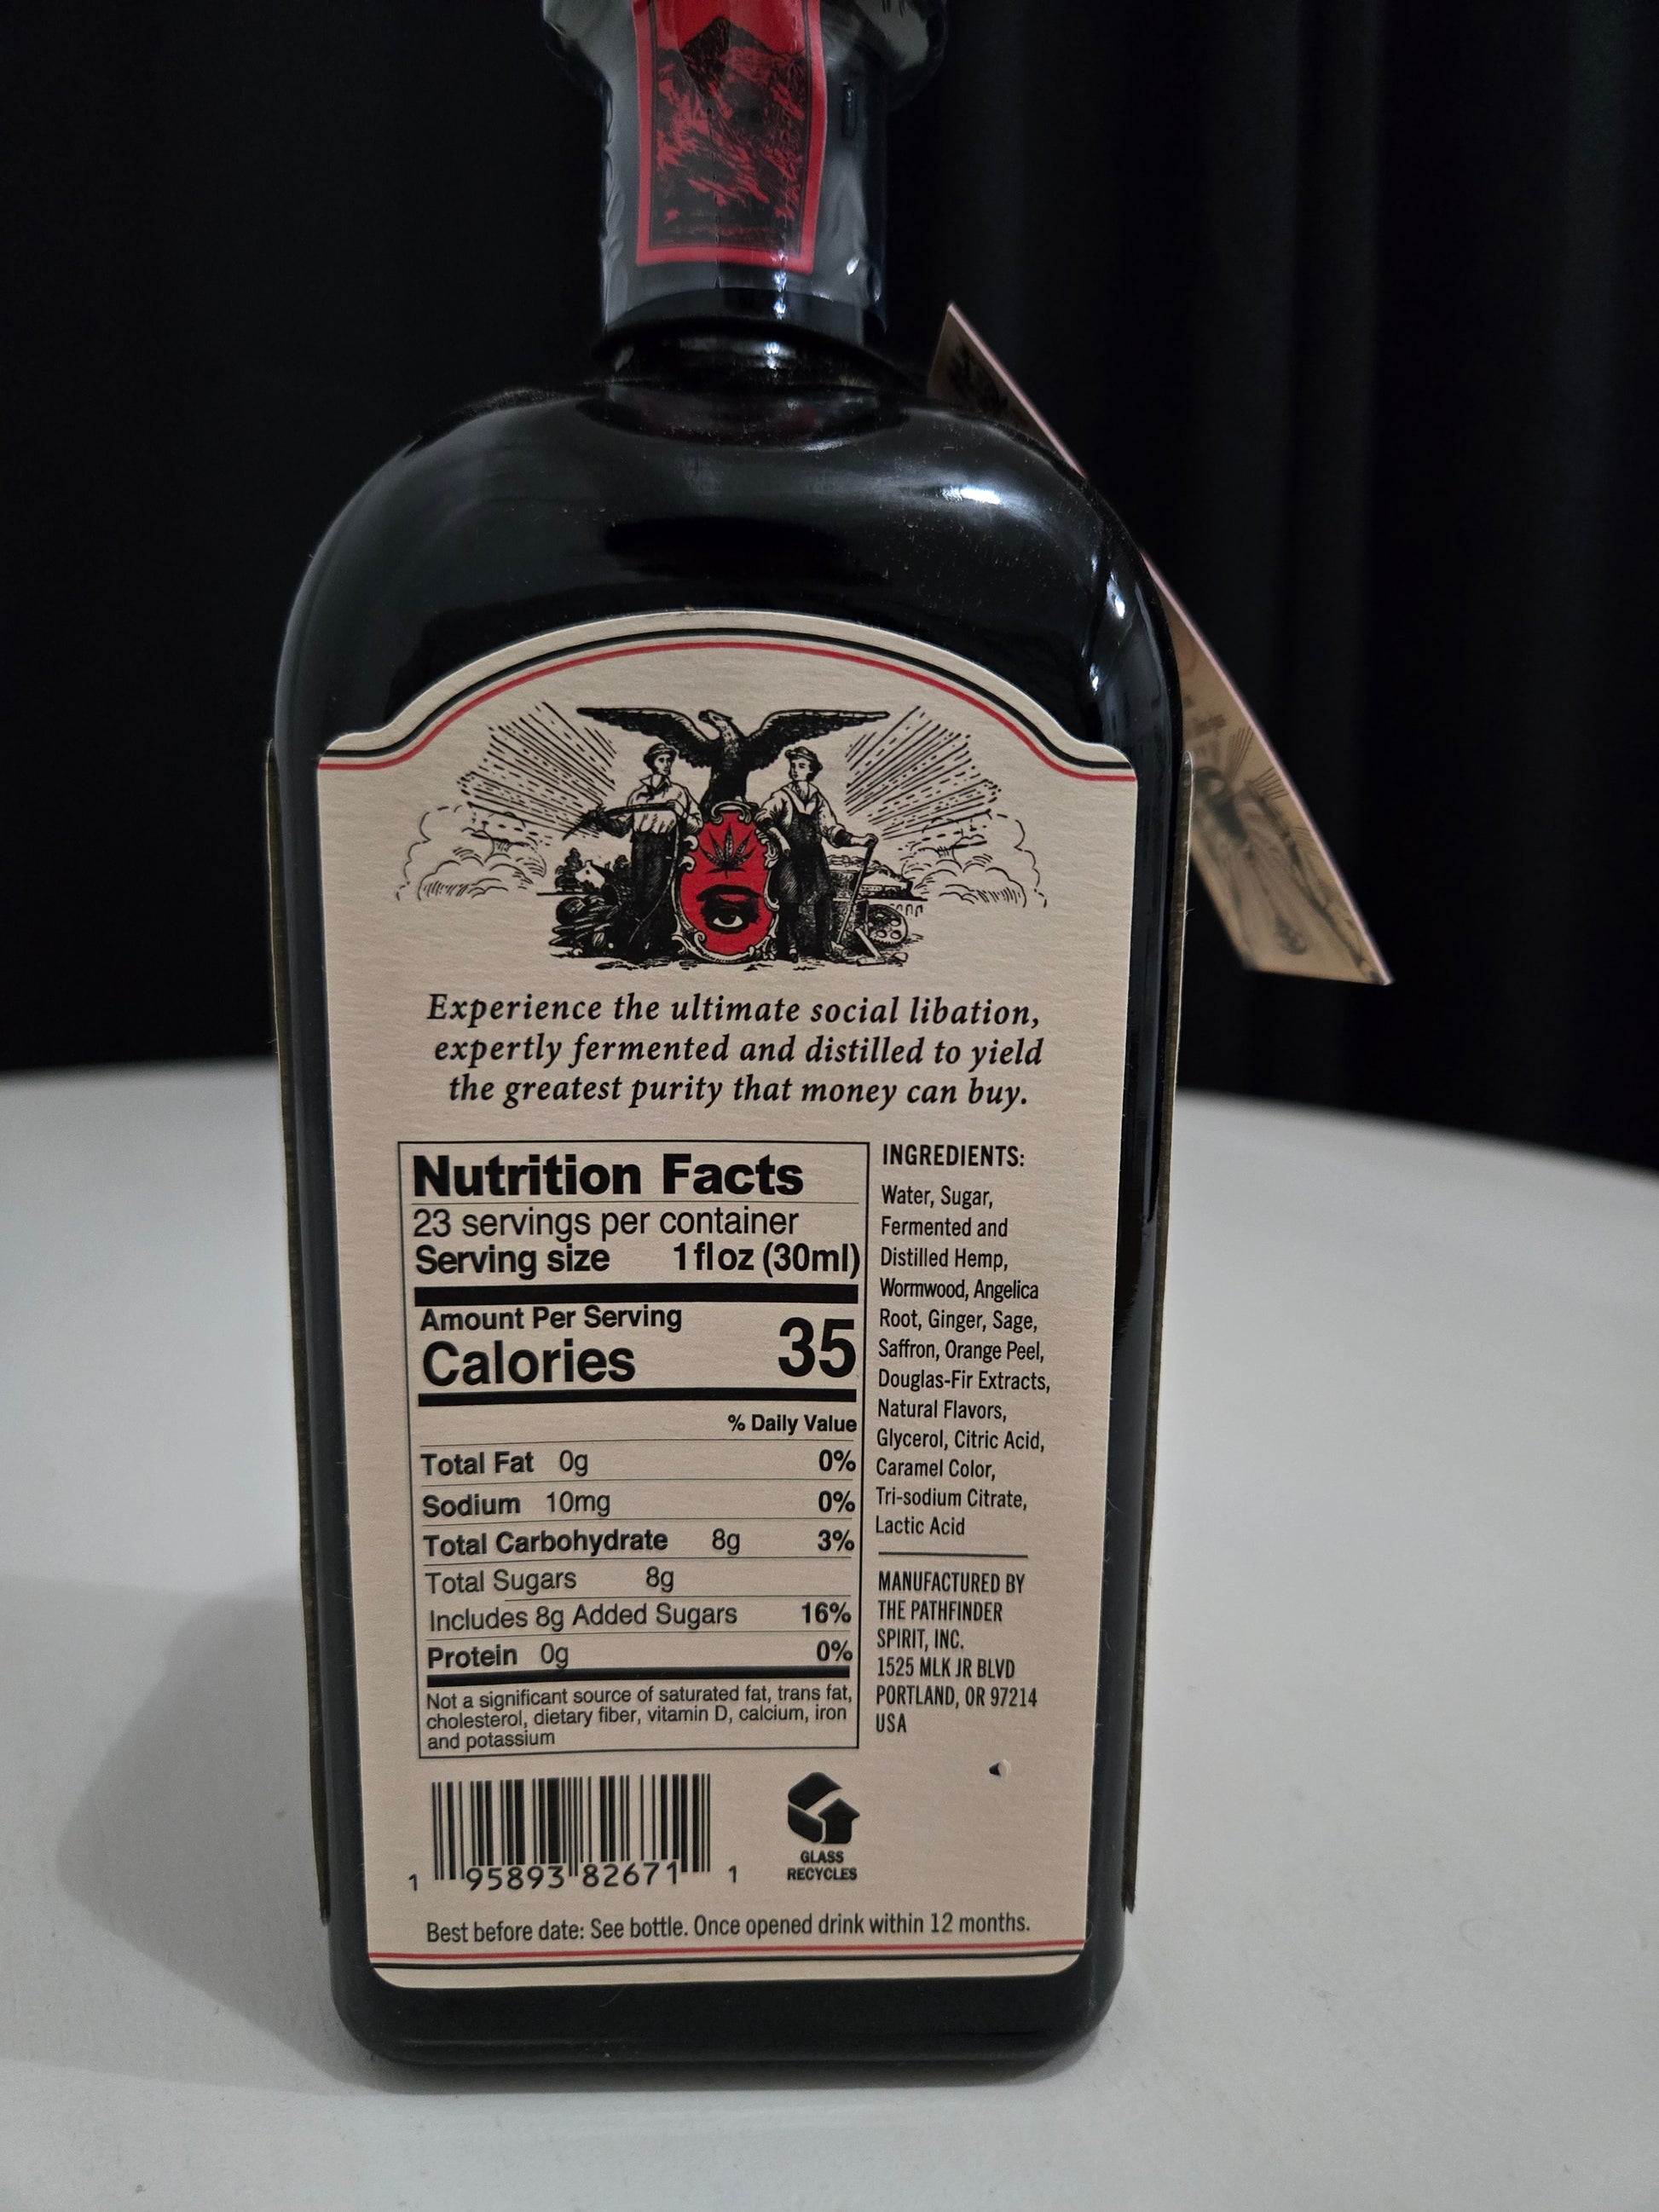 Experience the ultimate social libation,
expertly fermented and distilled to yield
the greatest purity that money can buy.
Nutrition Facts
23 servings per container
Serving size 1 fl oz (30ml)
Amount Per Serving
Calories 35
% Daily Value
Total Fat 0g 0%
Sodium 10mg 0%
Total Carbohydrate 8g 3%
Total Sugars 8g
Includes 8g Added Sugars 16%
Protein 0g 0%
Not a significant source of saturated fat, trans fat,
cholesterol, dietary fiber, vitamin D, calcium, iron
and potassium
INGREDIENTS:
Water, Sugar,
Fermented and
Distilled Hemp,
Wormwood, Angelica
Root, Ginger, Sage,
Saffron, Orange Peel,
Douglas-Fir Extracts,
Natural Flavors,
Glycerol, Citric Acid,
Caramel Color,
Tri-sodium Citrate,
Lactic Acid
MANUFACTURED BY
THE PATHFINDER
SPIRIT, INC.
1525 MLK JR BLVD
PORTLAND, OR 97214
USA
1 95893 82671 1
GLASS
RECYCLES
Best before date: See bottle. Once opened drink within 12 months.